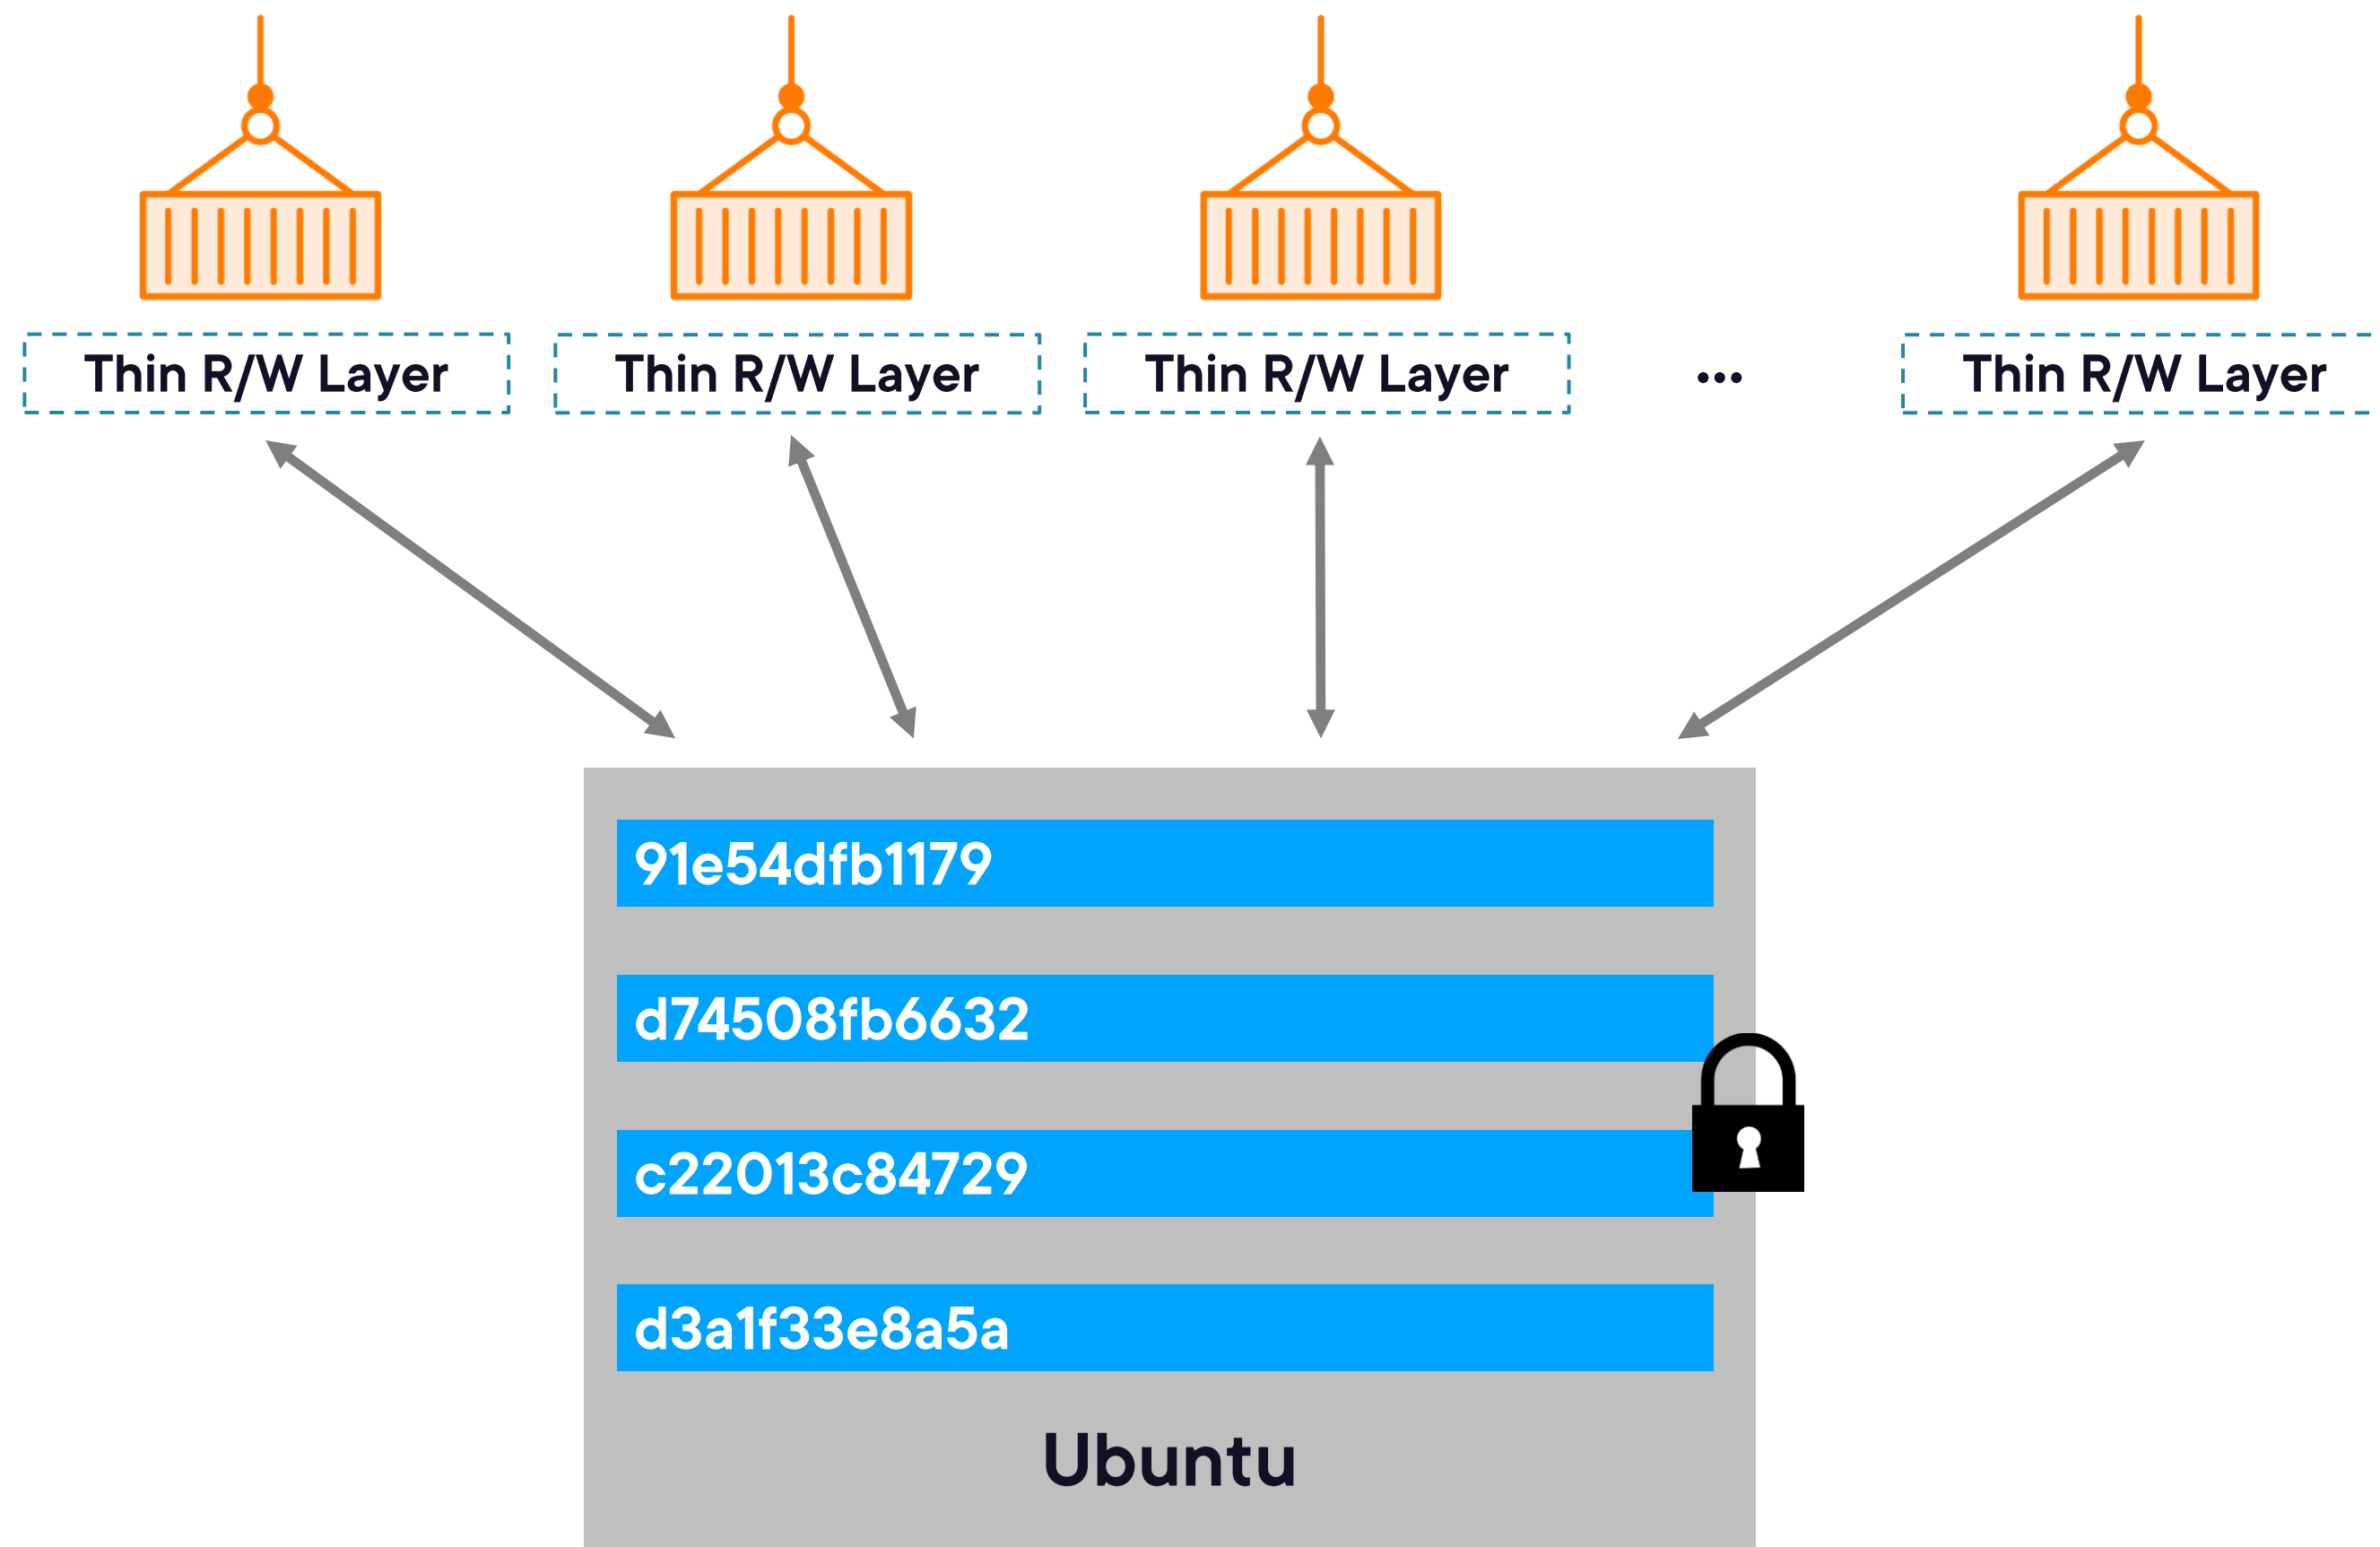 Thin R/W Layer
Thin R/W Layer
Thin R/W Layer
...
Thin R/W Layer
91e54dfb1179
d74508fb6632
c22013c84729
d3a1f33e8a5a
Ubuntu